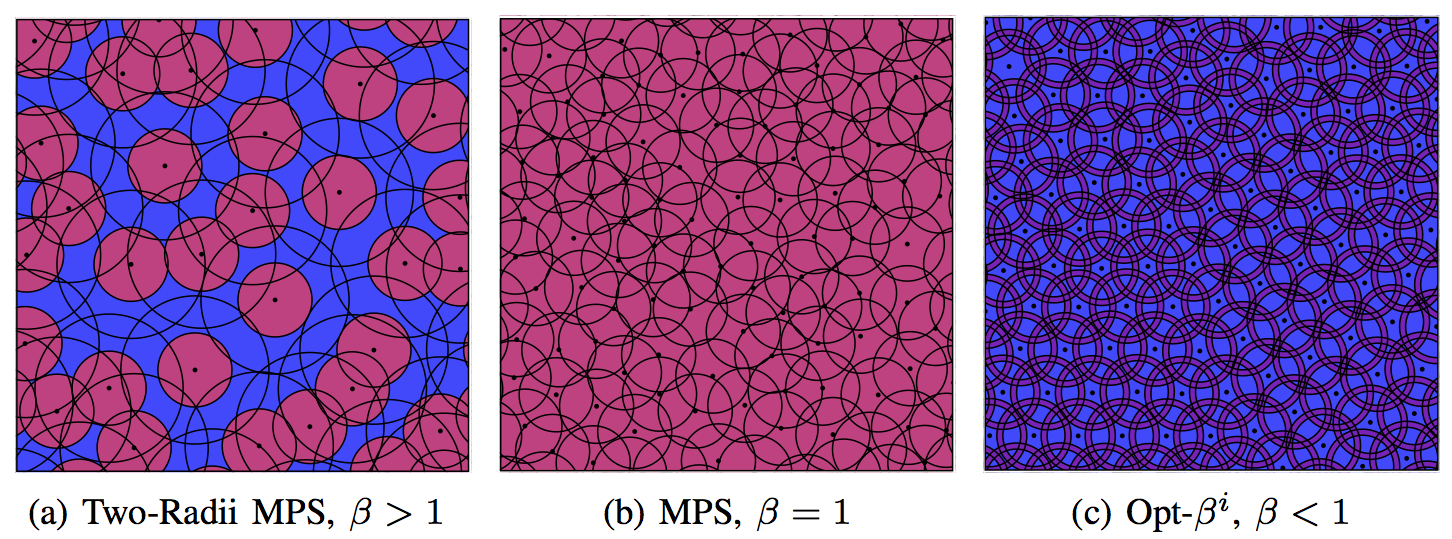 (a) Two-Radii MPS, β > 1
(b) MPS, β = 1
(c) Opt-βⁱ, β < 1